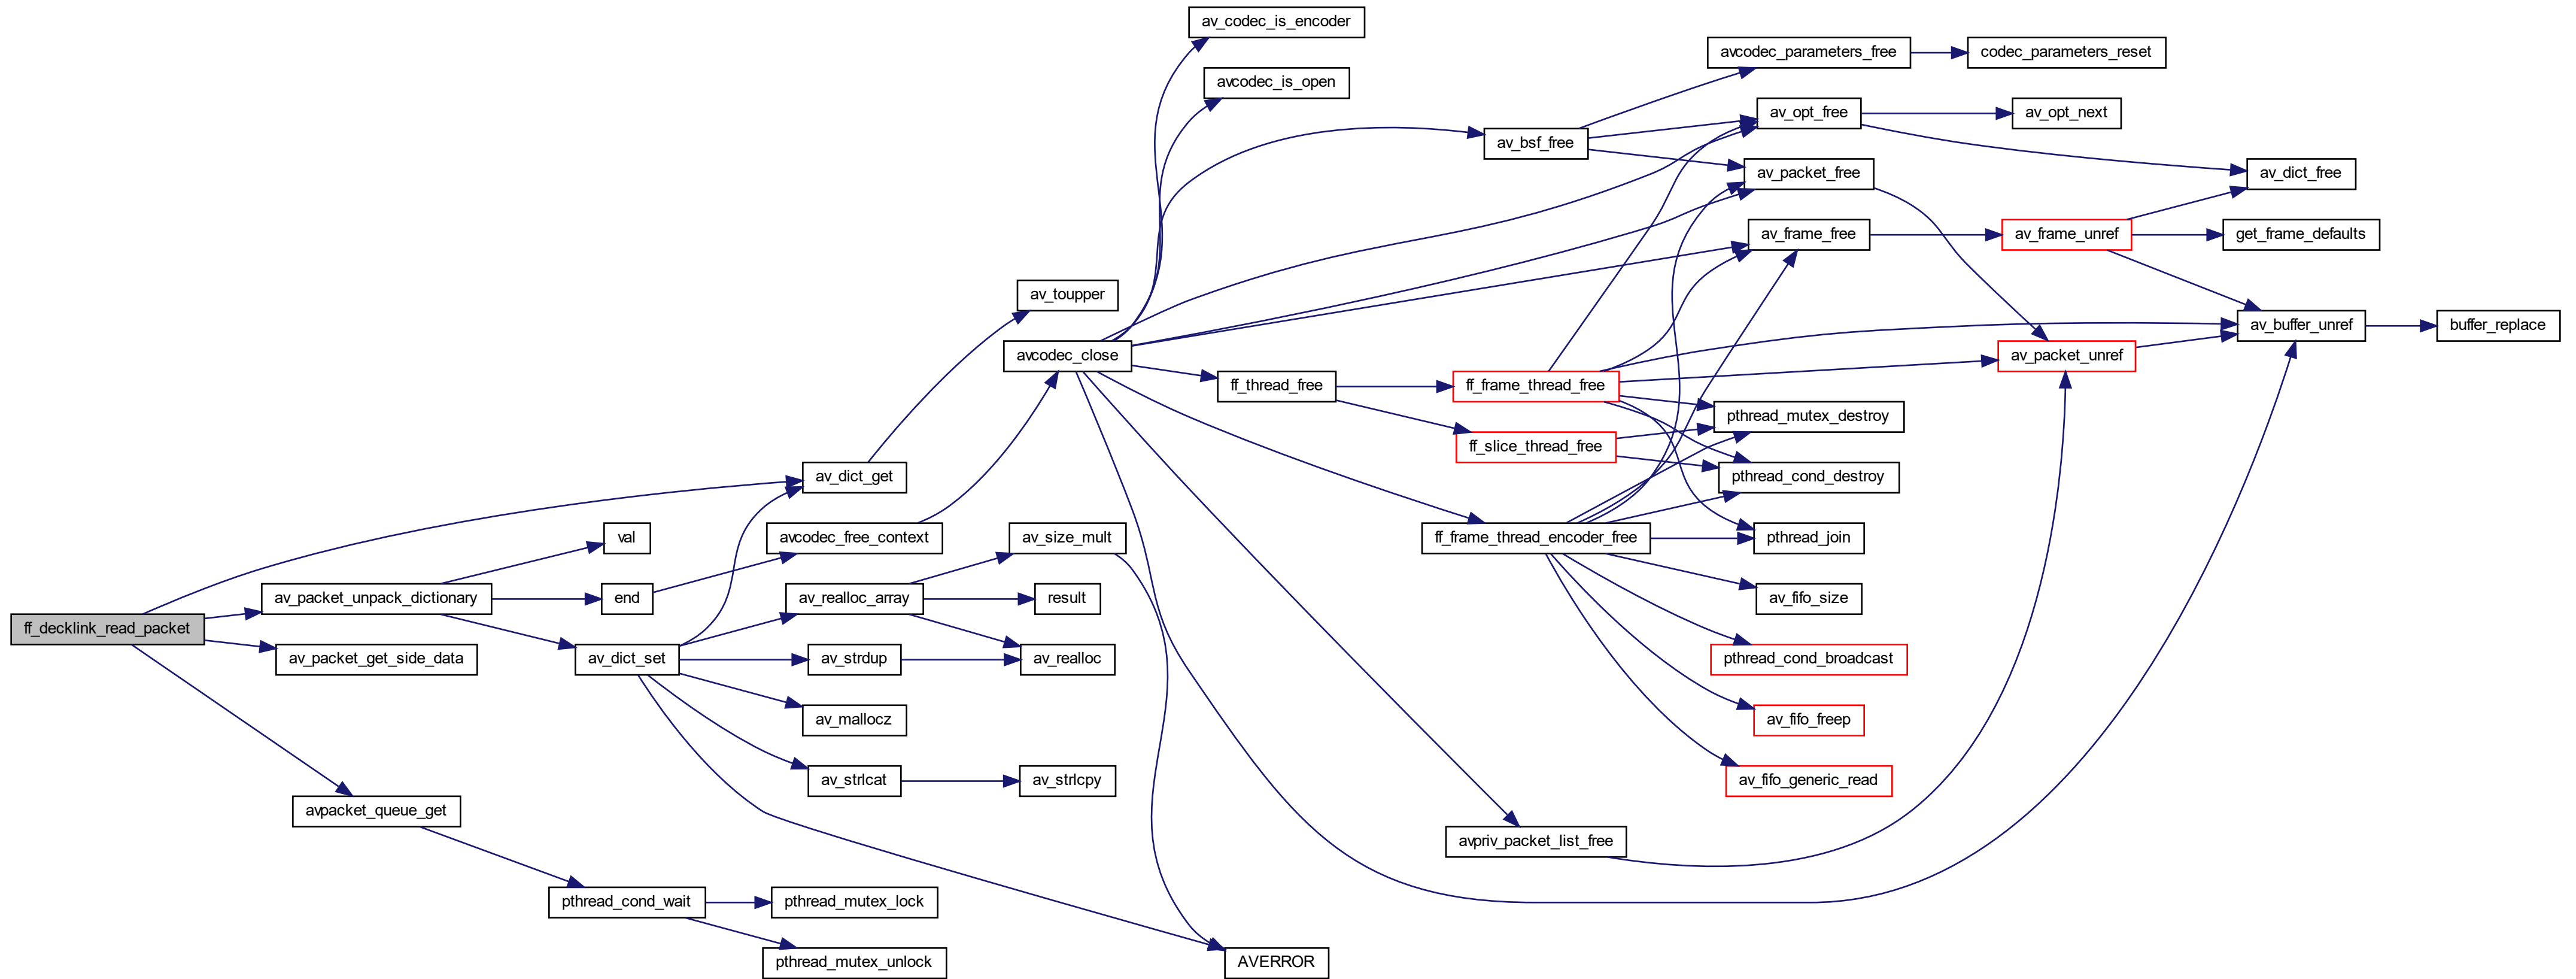 av_codec_is_encoder
avcodec_is_open
avcodec_parameters_free
codec_parameters_reset
av_opt_free
av_opt_next
av_bsf_free
av_packet_free
av_dict_free
av_frame_free
av_frame_unref
get_frame_defaults
av_toupper
av_buffer_unref
buffer_replace
avcodec_close
av_packet_unref
ff_thread_free
ff_frame_thread_free
pthread_mutex_destroy
ff_slice_thread_free
av_dict_get
pthread_cond_destroy
val
avcodec_free_context
av_size_mult
ff_frame_thread_encoder_free
pthread_join
av_packet_unpack_dictionary
end
av_realloc_array
result
av_fifo_size
ff_decklink_read_packet
av_packet_get_side_data
av_dict_set
av_strdup
av_realloc
pthread_cond_broadcast
av_mallocz
av_fifo_freep
av_strlcat
av_strlcpy
av_fifo_generic_read
avpacket_queue_get
avpriv_packet_list_free
pthread_cond_wait
pthread_mutex_lock
pthread_mutex_unlock
AVERROR